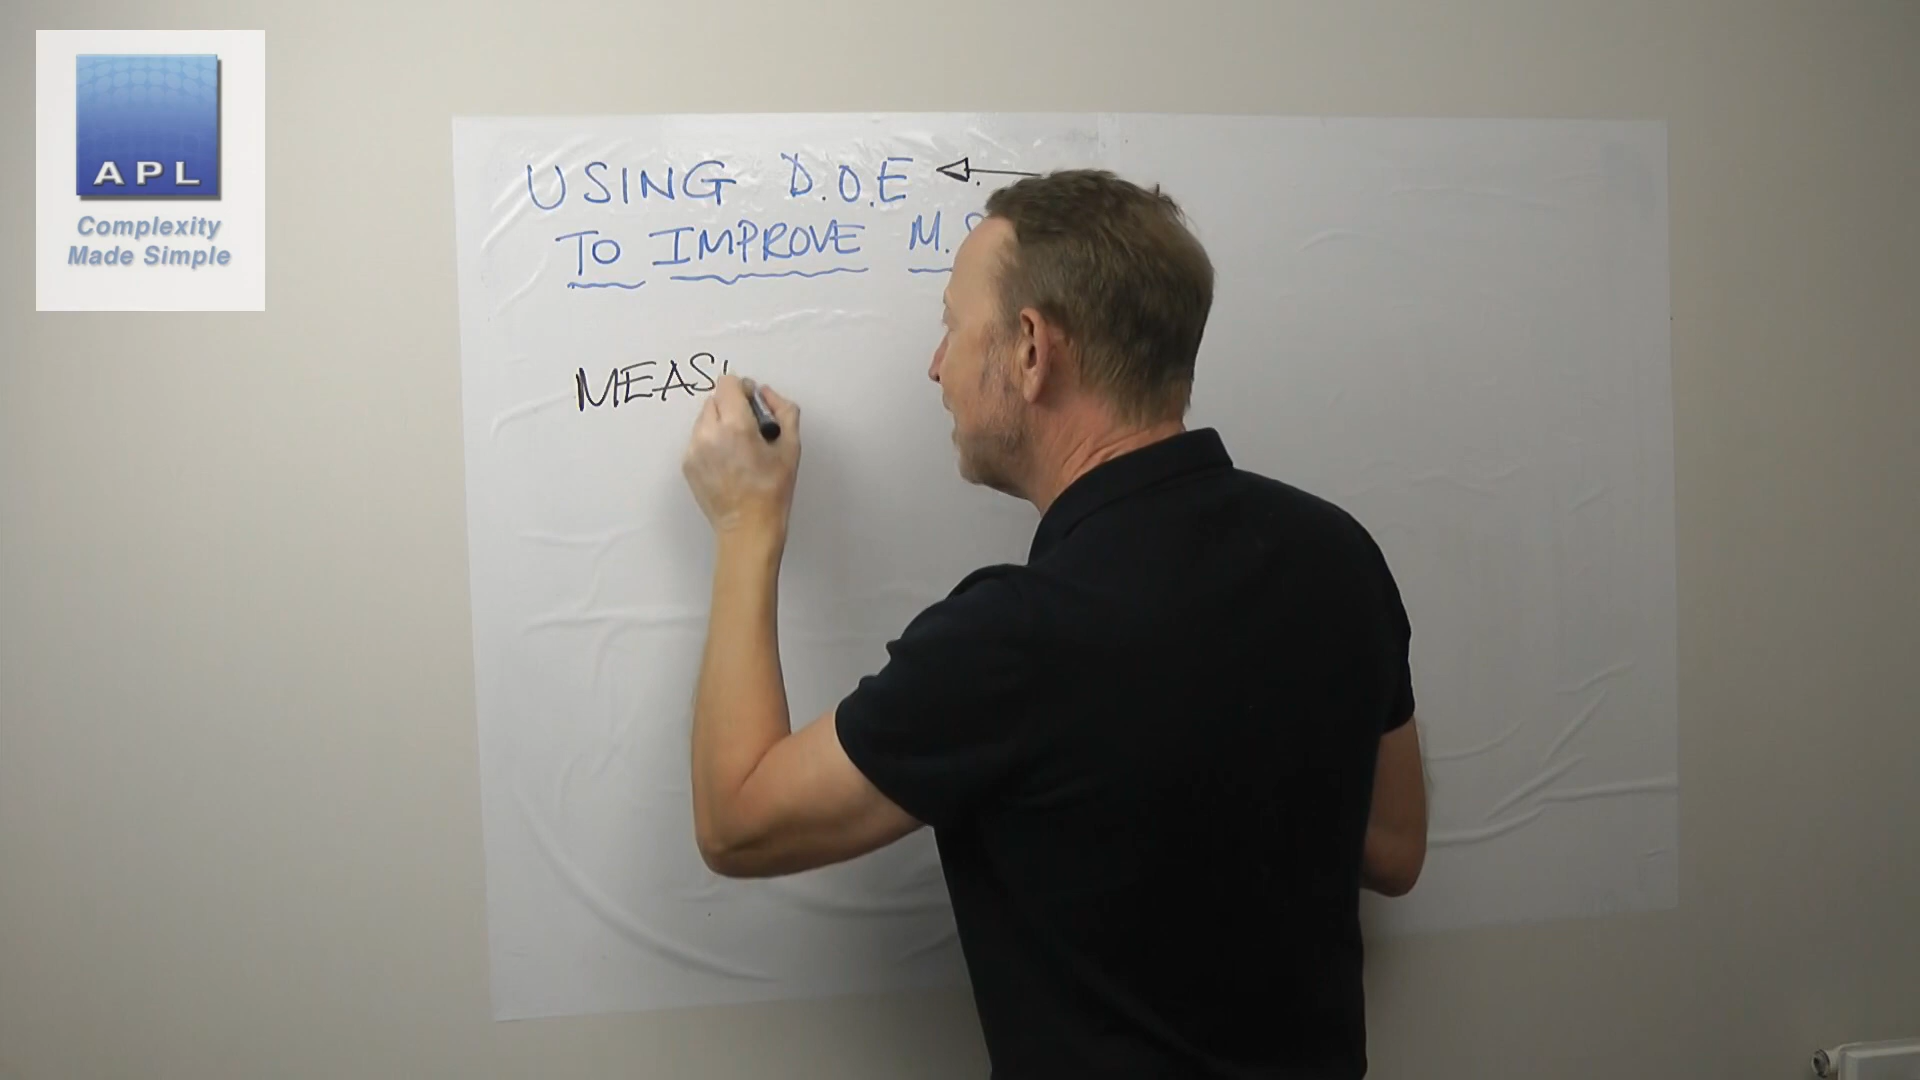 APL
Complexity
Made Simple
USING D.O.E
TO IMPROVE M.
MEAS